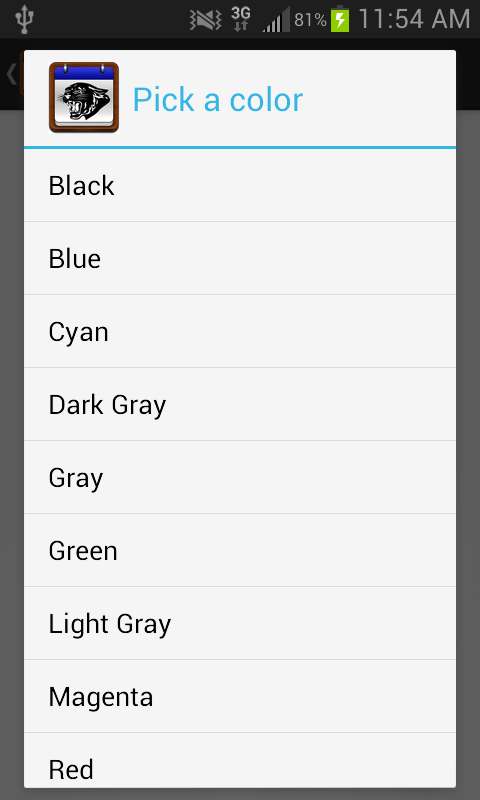 3G
81%
11:54 AM
Pick a color
Black
Blue
Cyan
Dark Gray
Gray
Green
Light Gray
Magenta
Red